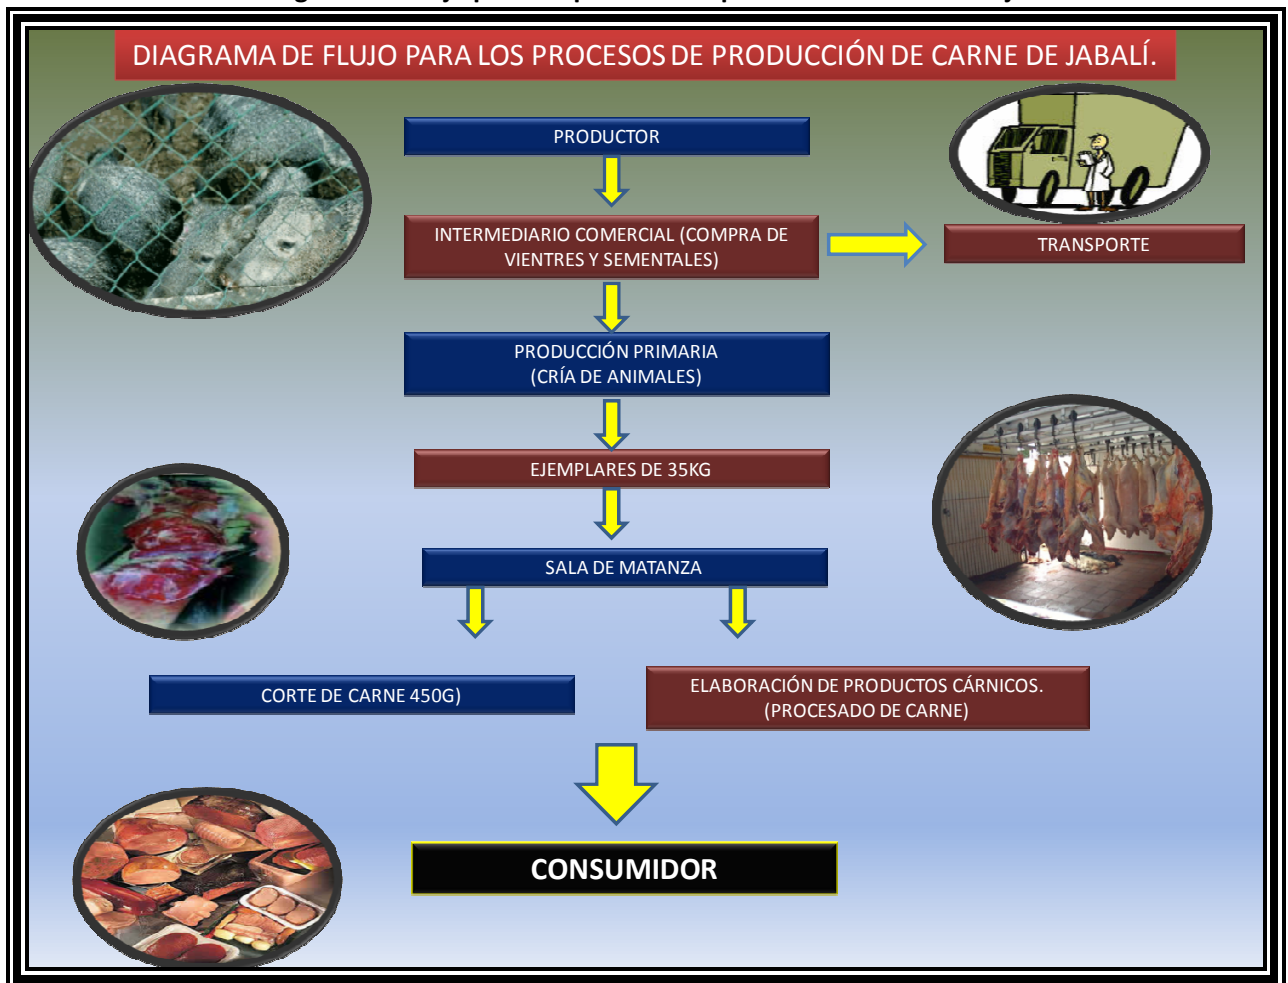 DIAGRAMA DE FLUJO PARA LOS PROCESOS DE PRODUCCIÓN DE CARNE DE JABALÍ.
PRODUCTOR
INTERMEDIARIO COMERCIAL (COMPRA DE
VIENTRES Y SEMENTALES)
TRANSPORTE
PRODUCCIÓN PRIMARIA
(CRÍA DE ANIMALES)
EJEMPLARES DE 35KG
SALA DE MATANZA
CORTE DE CARNE 450G)
ELABORACIÓN DE PRODUCTOS CÁRNICOS.
(PROCESADO DE CARNE)
CONSUMIDOR